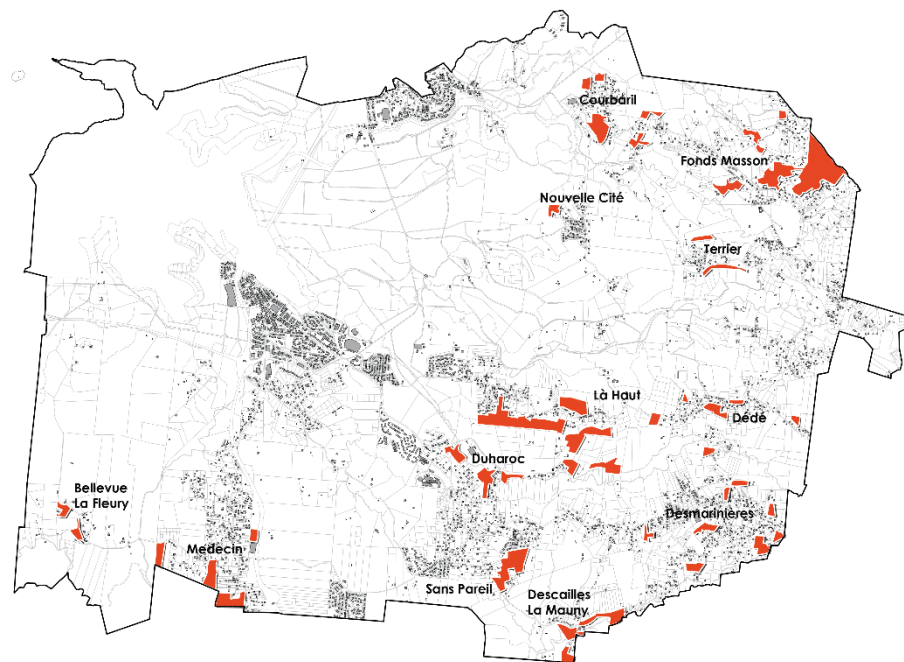 Courbaril
Fonds Masson
Nouvelle Cité
Terrier
Là Haut
Dédé
Duharoc
Bellevue
La Fleury
Desmarinières
Medecin
Sans Pareil
Descailles
La Mauny